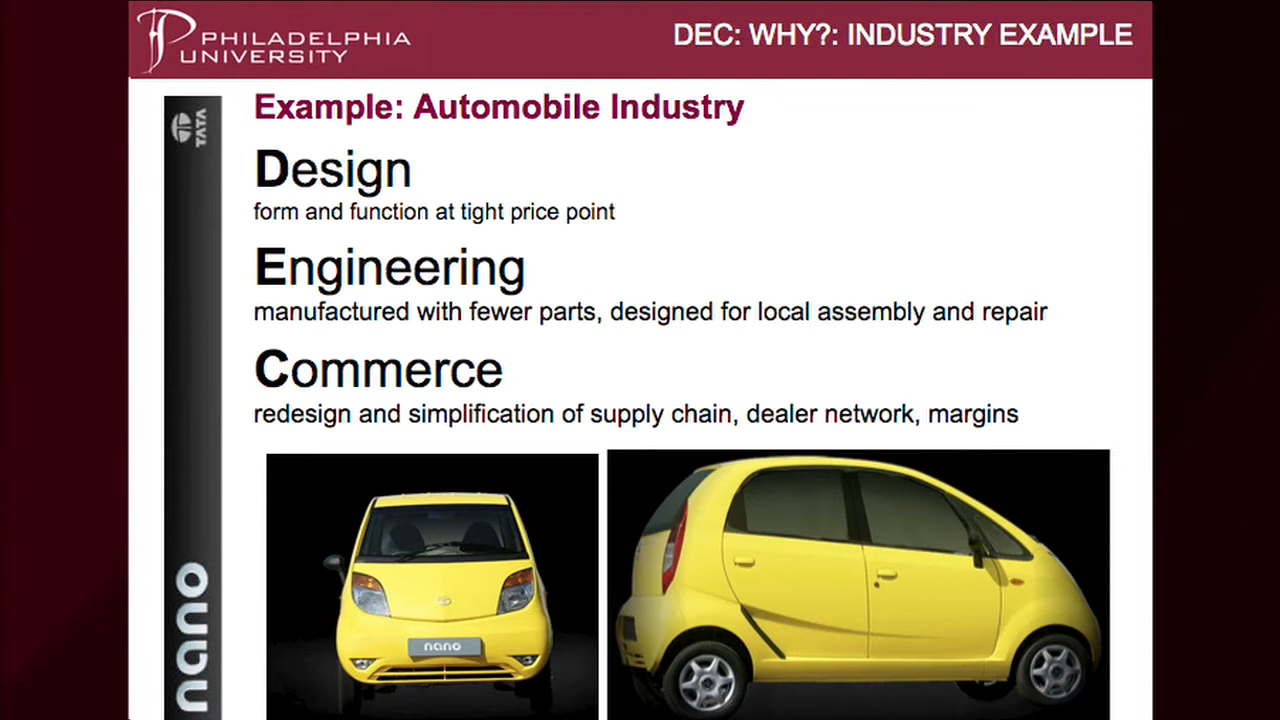 PHILADELPHIA
UNIVERSITY
DEC: WHY?: INDUSTRY EXAMPLE
TATA
Example: Automobile Industry
Design
form and function at tight price point
Engineering
manufactured with fewer parts, designed for local assembly and repair
Commerce
redesign and simplification of supply chain, dealer network, margins
nano
nano